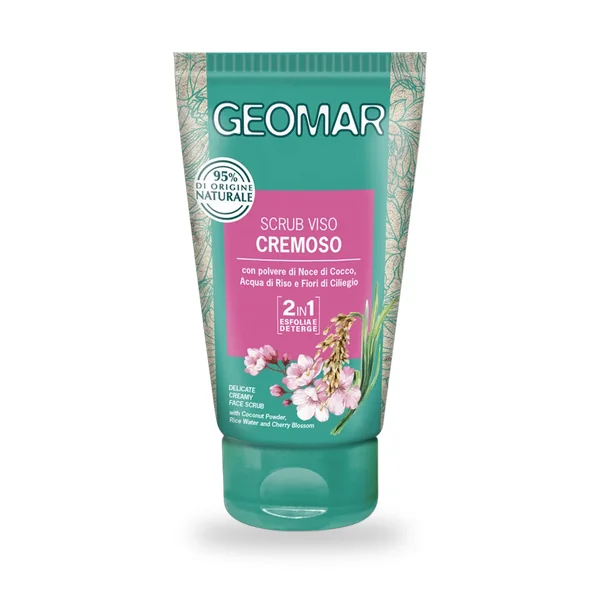 GEOMAR
95%
DI ORIGINE
NATURALE
SCRUB VISO
CREMOSO
con polvere di Noce di Cocco,
Acqua di Riso e Fiori di Ciliegio
2 IN 1
ESFOLIA E
DETERGE
DELICATE
CREAMY
FACE SCRUB
with Coconut Powder,
Rice Water and Cherry Blossom